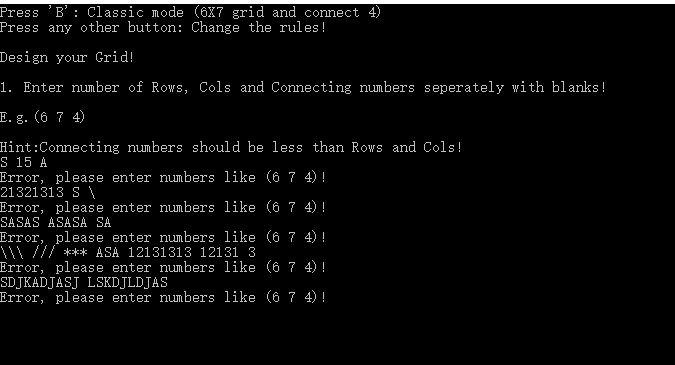 Press 'B': Classic mode (6X7 grid and connect 4)
Press any other button: Change the rules!
Design your Grid!
1. Enter number of Rows, Cols and Connecting numbers seperately with blanks!
E.g.(6 7 4)
Hint:Connecting numbers should be less than Rows and Cols!
S 15 A
Error, please enter numbers like (6 7 4)!
21321313 S \
Error, please enter numbers like (6 7 4)!
SASAS ASASA SA
Error, please enter numbers like (6 7 4)!
\\\ /// *** ASA 12131313 12131 3
Error, please enter numbers like (6 7 4)!
SDJKADJASJ LSKDJLDJAS
Error, please enter numbers like (6 7 4)!